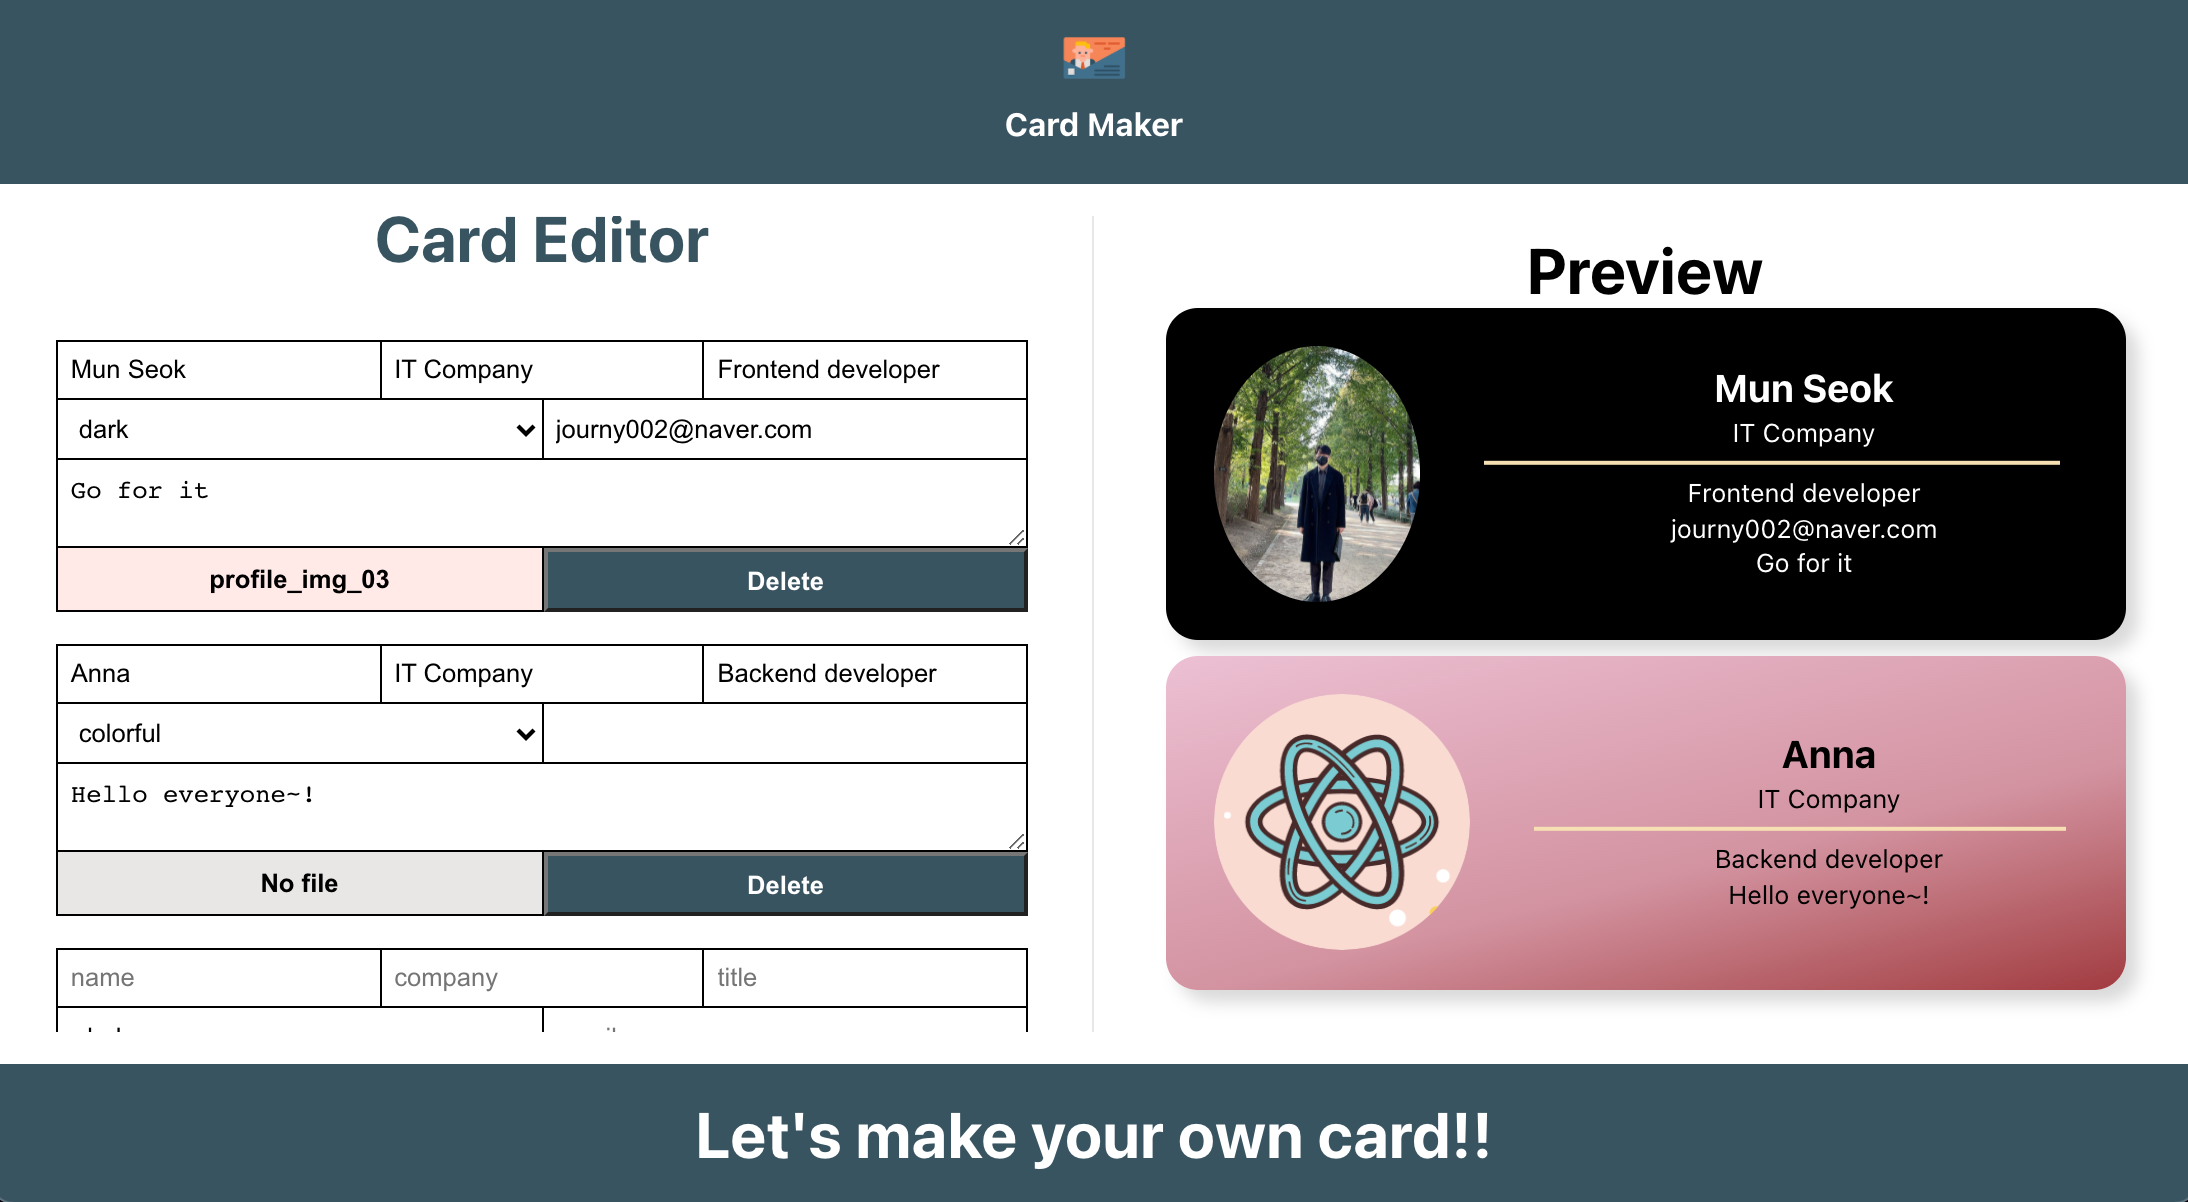 Card Maker
Card Editor
Mun Seok
IT Company
Frontend developer
dark
journy002@naver.com
Go for it
profile_img_03
Delete
Anna
IT Company
Backend developer
colorful
Hello everyone~!
No file
Delete
name
company
title
Preview
Mun Seok
IT Company
Frontend developer
journy002@naver.com
Go for it
Anna
IT Company
Backend developer
Hello everyone~!
Let's make your own card!!